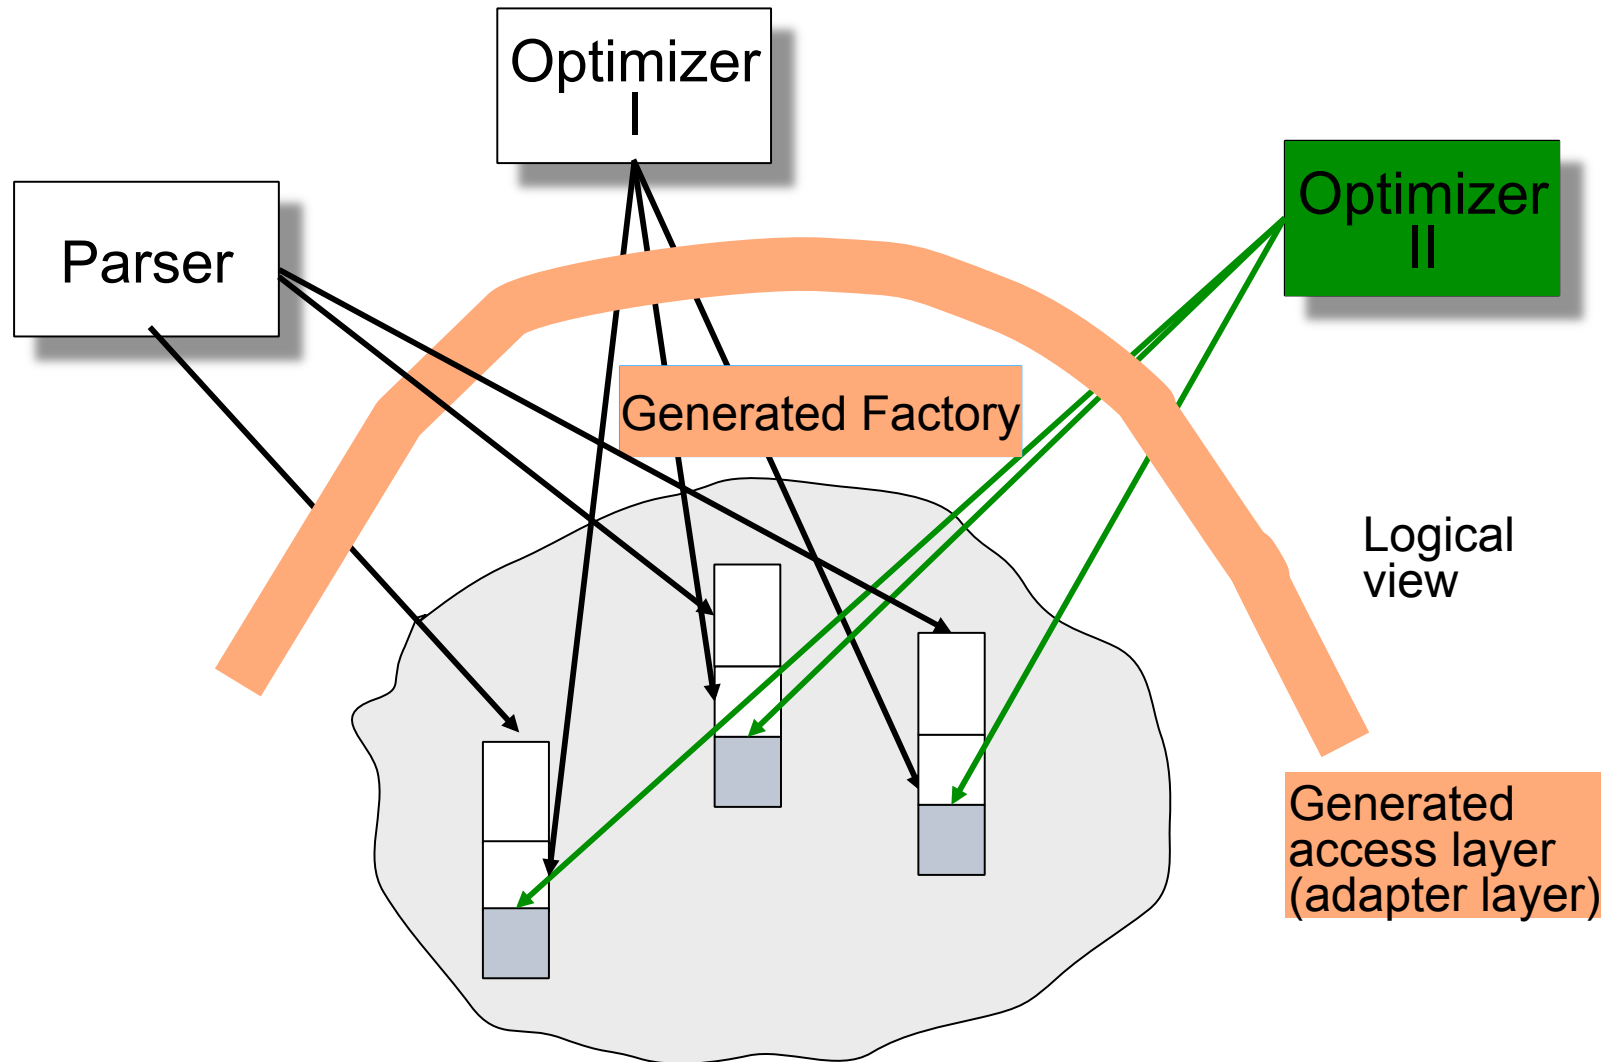 Optimizer
I
Optimizer
II
Parser
Generated Factory
Logical
view
Generated
access layer
(adapter layer)